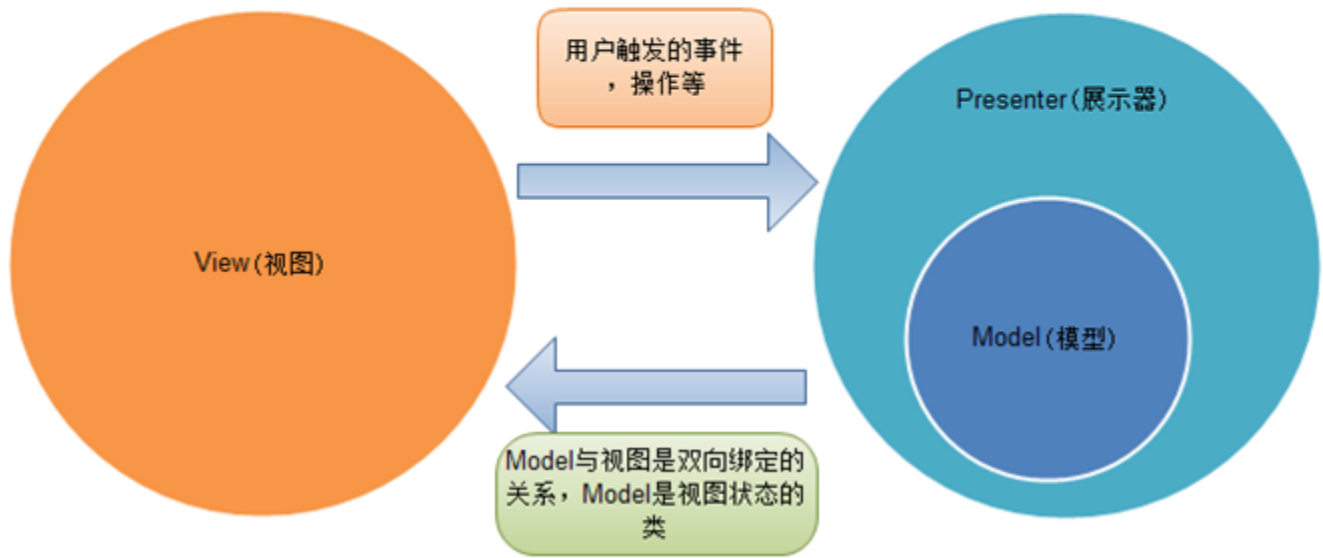 用户触发的事件
，操作等
Presenter(展示器)
View(视图)
Model(模型)
Model与视图是双向绑定的
关系，Model是视图状态的
类